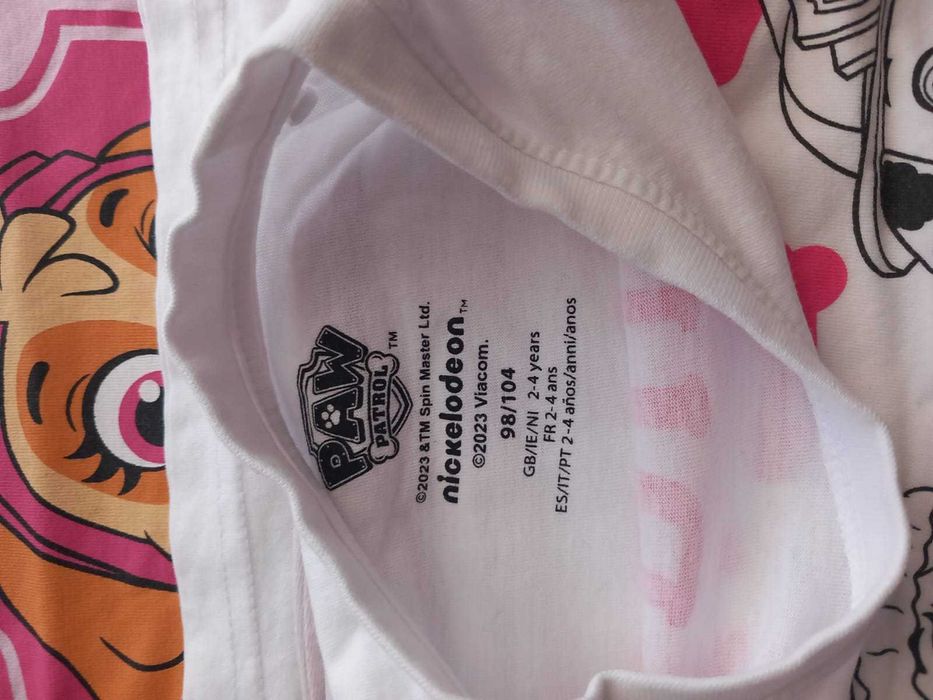 PAW
PATROL
TM
©2023 &TM Spin Master Ltd.
nickelodeon TM
©2023 Viacom.
98/104
GB/IE/NI 2-4 years
FR 2-4 ans
ES/IT/PT 2-4 años/anni/anos